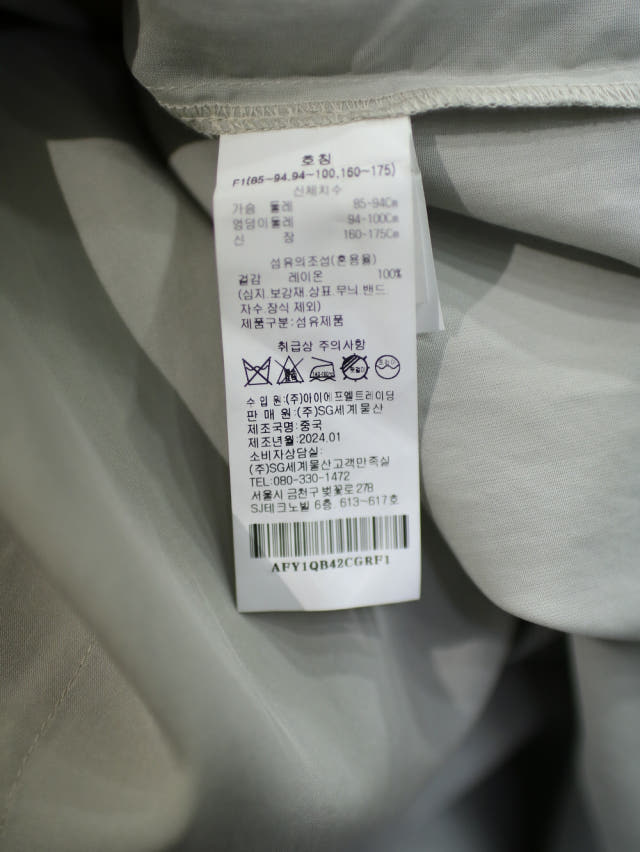 호칭
F1(85~94,94~100,160~175)
신체치수
가슴 둘레 85-94Cm
엉덩이둘레 94-100Cm
신 장 160-175Cm
섬유의조성(혼용율)
겉감 레이온 100%
(심지.보강재.상표.무늬.밴드.
자수.장식 제외)
제품구분:섬유제품
취급상 주의사항
수 입 원:(주)아이에프엘트레이딩
판 매 원:(주)SG세계물산
제조국명:중국
제조년월:2024.01
소비자상담실:
(주)SG세계물산고객만족실
TEL:080-330-1472
서울시 금천구 벚꽃로 278
SJ테크노빌 6층. 613-617호
AFY1QB42CGRF1